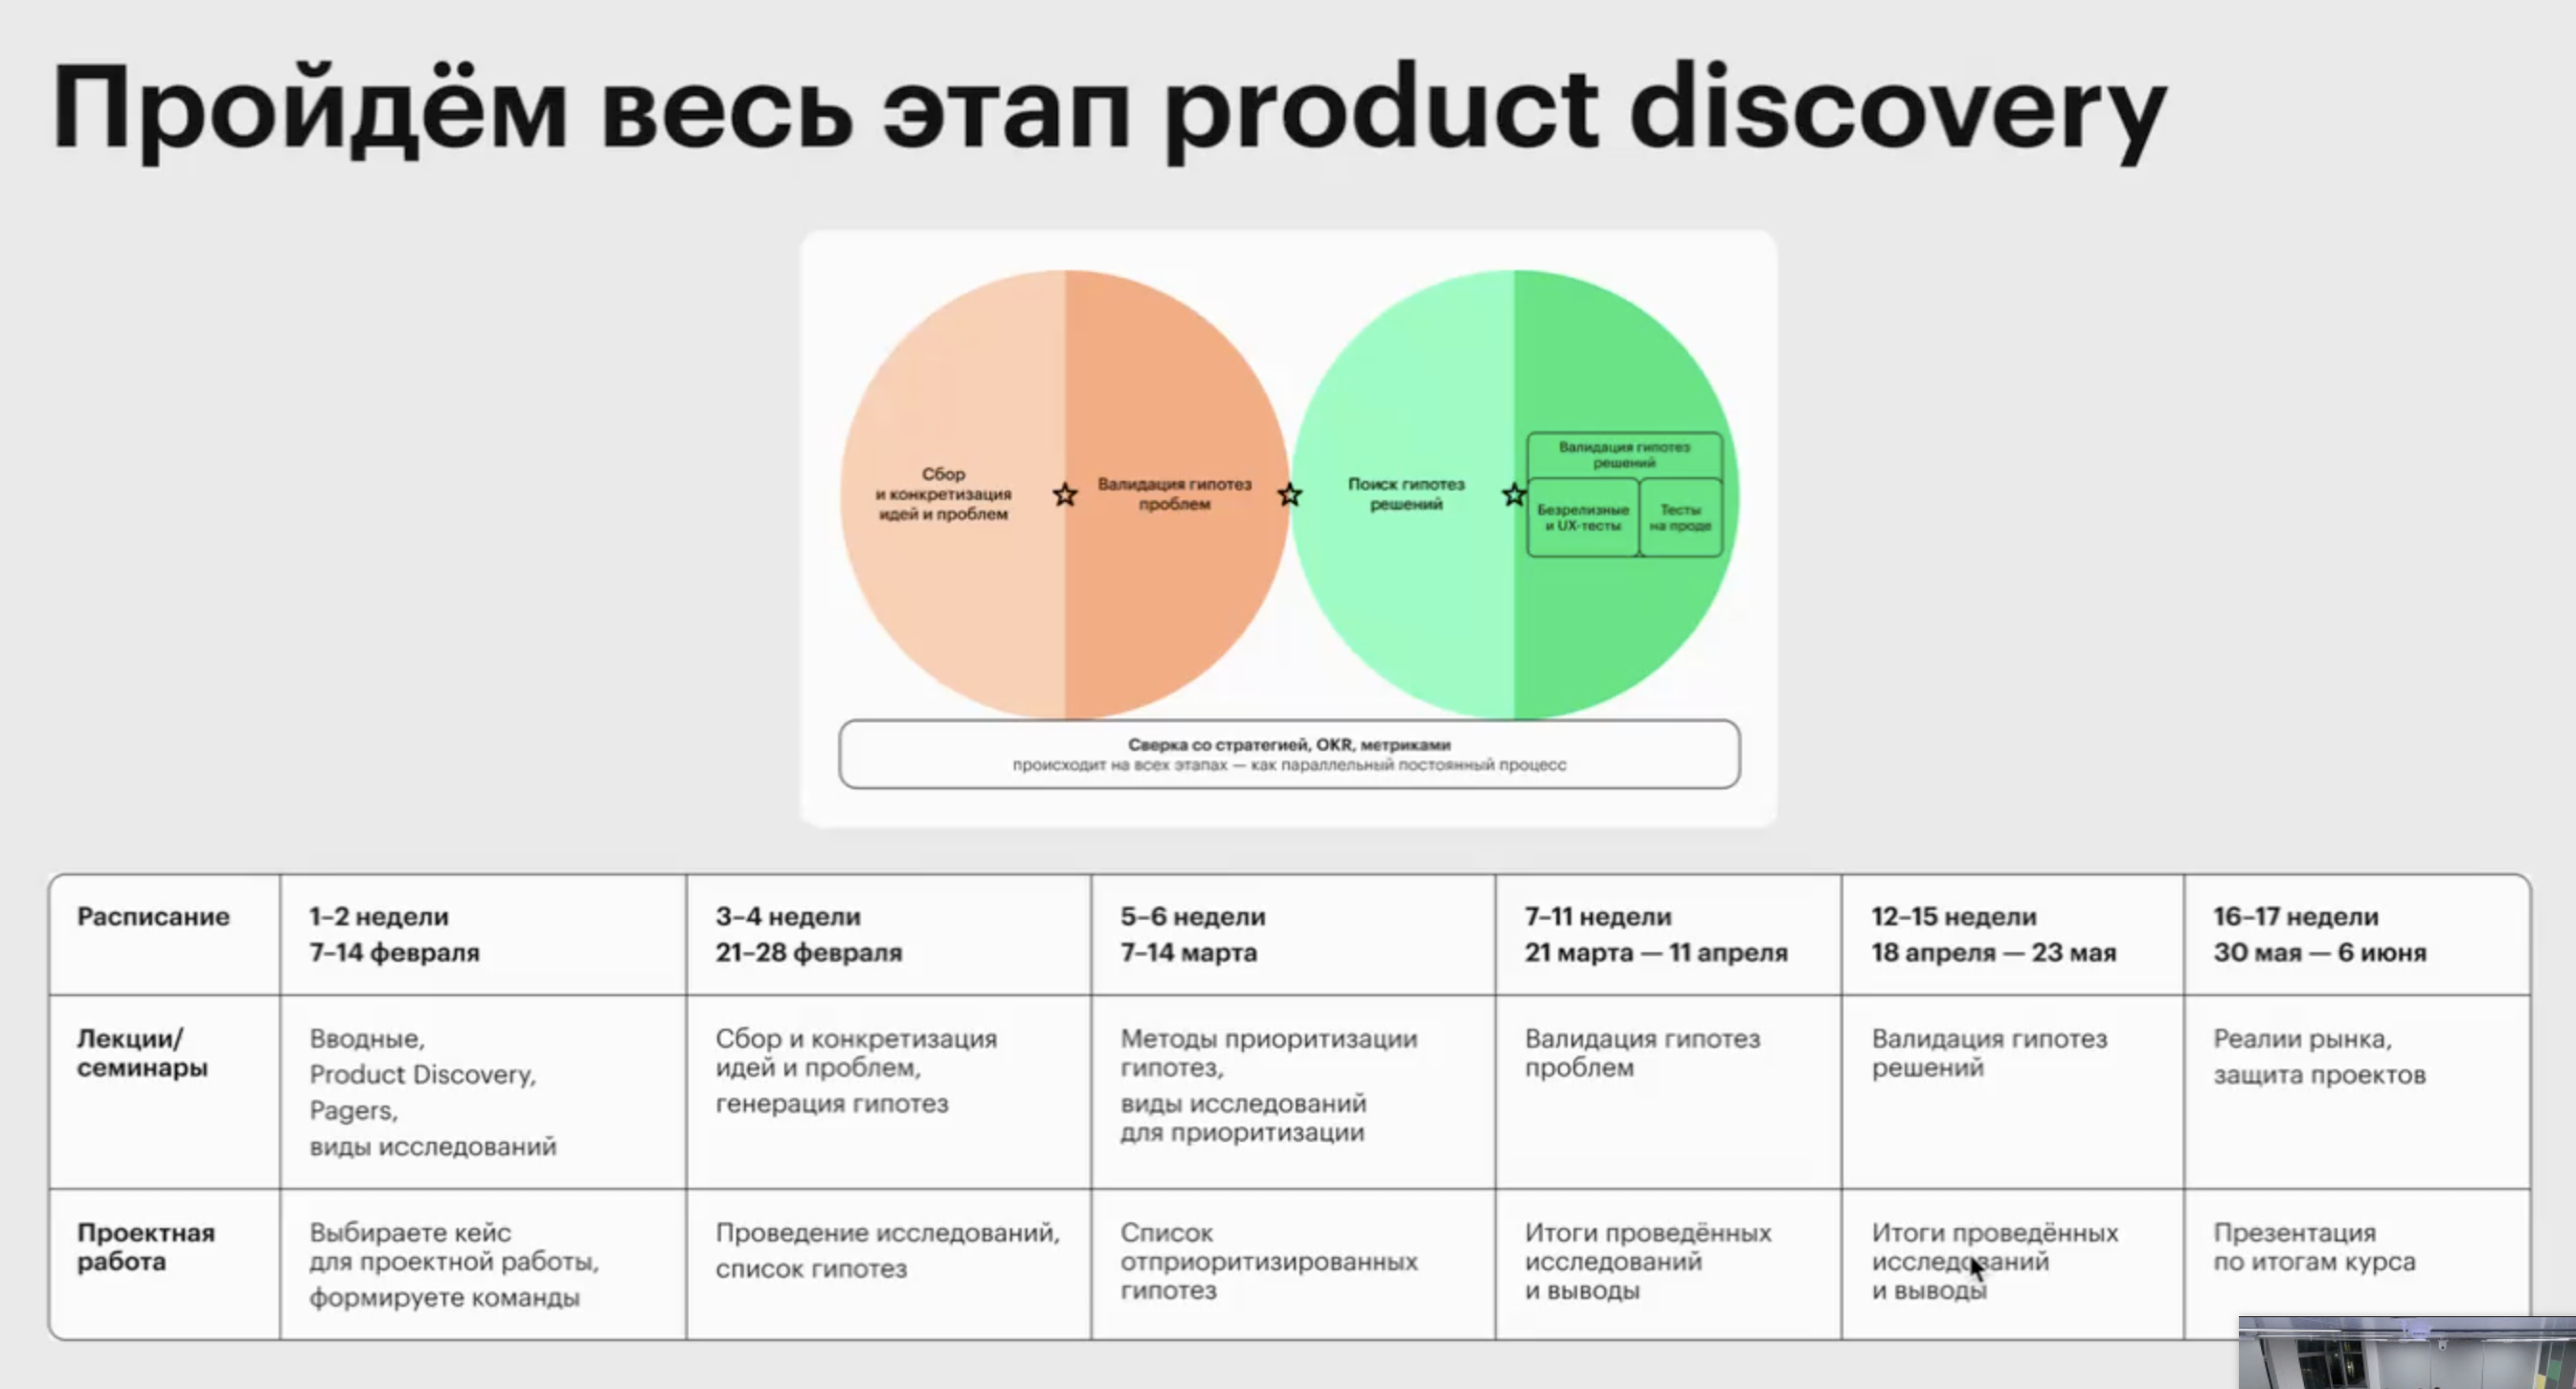 Пройдём весь этап product discovery
Сбор
и конкретизация
идей и проблем
Валидация гипотез
проблем
Поиск гипотез
решений
Валидация гипотез
решений
Безрелизные
и UX-тесты
Тесты
на проде
Сверка со стратегией, OKR, метриками
происходит на всех этапах — как параллельный постоянный процесс
Расписание
1–2 недели
7–14 февраля
3–4 недели
21–28 февраля
5–6 недели
7–14 марта
7–11 недели
21 марта — 11 апреля
12–15 недели
18 апреля — 23 мая
16–17 недели
30 мая — 6 июня
Лекции/
семинары
Вводные,
Product Discovery,
Pagers,
виды исследований
Сбор и конкретизация
идей и проблем,
генерация гипотез
Методы приоритизации
гипотез,
виды исследований
для приоритизации
Валидация гипотез
проблем
Валидация гипотез
решений
Реалии рынка,
защита проектов
Проектная
работа
Выбираете кейс
для проектной работы,
формируете команды
Проведение исследований,
список гипотез
Список
отприоритизированных
гипотез
Итоги проведённых
исследований
и выводы
Итоги проведённых
исследований
и выводы
Презентация
по итогам курса